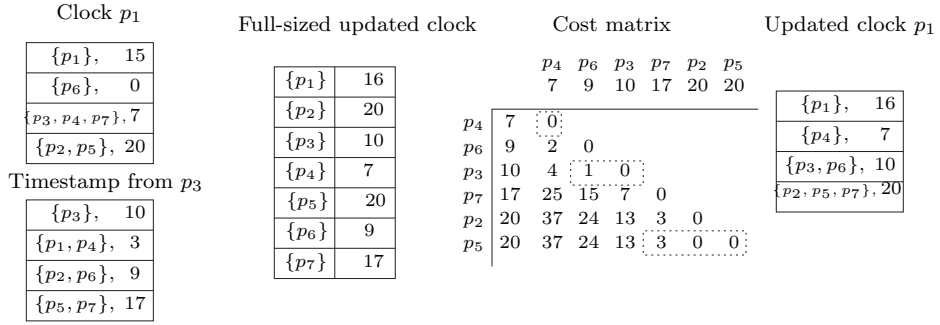 Clock p₁
{p₁}, 15
{p₆}, 0
{p₃, p₄, p₇}, 7
{p₂, p₅}, 20
Timestamp from p₃
{p₃}, 10
{p₁, p₄}, 3
{p₂, p₆}, 9
{p₅, p₇}, 17
Full-sized updated clock
{p₁} 16
{p₂} 20
{p₃} 10
{p₄} 7
{p₅} 20
{p₆} 9
{p₇} 17
Cost matrix
p₄ p₆ p₃ p₇ p₂ p₅
7 9 10 17 20 20
p₄ 7 0
p₆ 9 2 0
p₃ 10 4 1 0
p₇ 17 25 15 7 0
p₂ 20 37 24 13 3 0
p₅ 20 37 24 13 3 0 0
Updated clock p₁
{p₁}, 16
{p₄}, 7
{p₃, p₆}, 10
{p₂, p₅, p₇}, 20